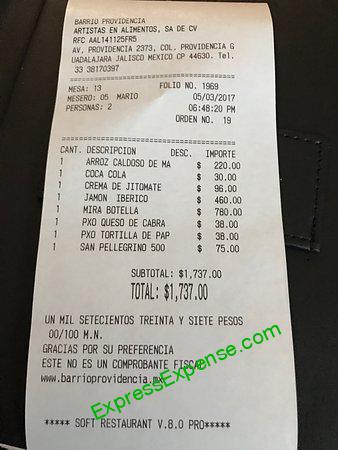 BARRIO PROVIDENCIA
ARTISTAS EN ALIMENTOS, SA DE CV
RFC AAL141125FR5
AV, PROVIDENCIA 2373, COL. PROVIDENCIA G
UADALAJARA JALISCO MEXICO CP 44630. Tel.
33 38170397
MESA: 13 FOLIO NO. 1969
MESERO: 05 MARIO 05/03/2017
PERSONAS: 2 06:48:20 PM
ORDEN NO. 19
CANT. DESCRIPCION DESC. IMPORTE
1 ARROZ CALDOSO DE MA $ 220.00
1 COCA COLA $ 30.00
1 CREMA DE JITOMATE $ 96.00
1 JAMON IBERICO $ 460.00
1 MIRA BOTELLA $ 780.00
1 PXO QUESO DE CABRA $ 38.00
1 PXO TORTILLA DE PAP $ 38.00
1 SAN PELLEGRINO 500 $ 75.00
SUBTOTAL: $1,737.00
TOTAL: $1,737.00
UN MIL SETECIENTOS TREINTA Y SIETE PESOS
00/100 M.N.
GRACIAS POR SU PREFERENCIA
ESTE NO ES UN COMPROBANTE FISCAL
www.barrioprovidencia.mx
ExpressExpense.com
***** SOFT RESTAURANT V.8.0 PRO*****